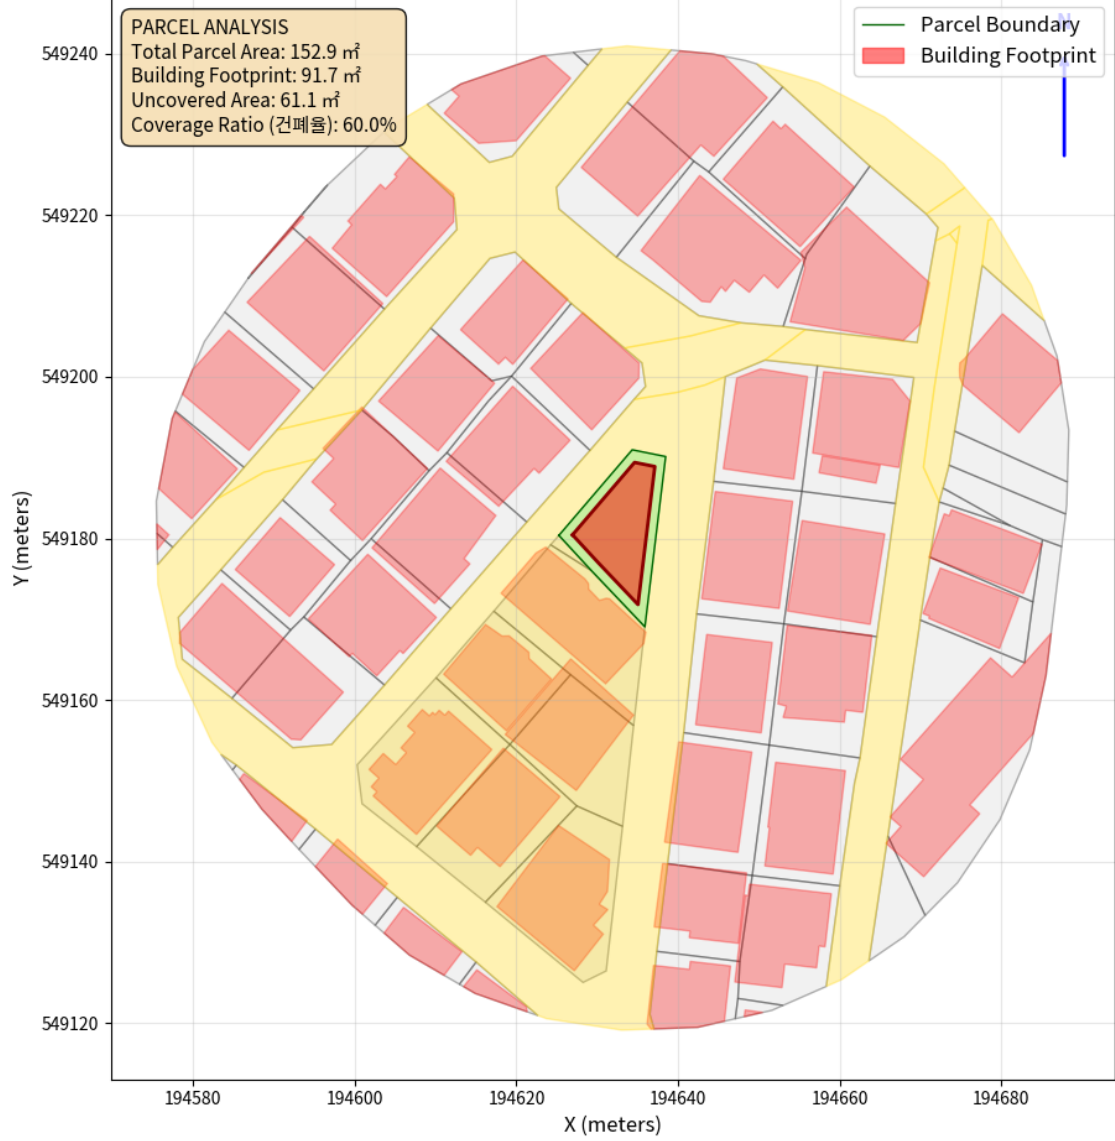 PARCEL ANALYSIS
Total Parcel Area: 152.9 ㎡
Building Footprint: 91.7 ㎡
Uncovered Area: 61.1 ㎡
Coverage Ratio (건폐율): 60.0%
Parcel Boundary
Building Footprint
N
549240
549220
549200
549180
549160
549140
549120
Y (meters)
194580
194600
194620
194640
194660
194680
X (meters)